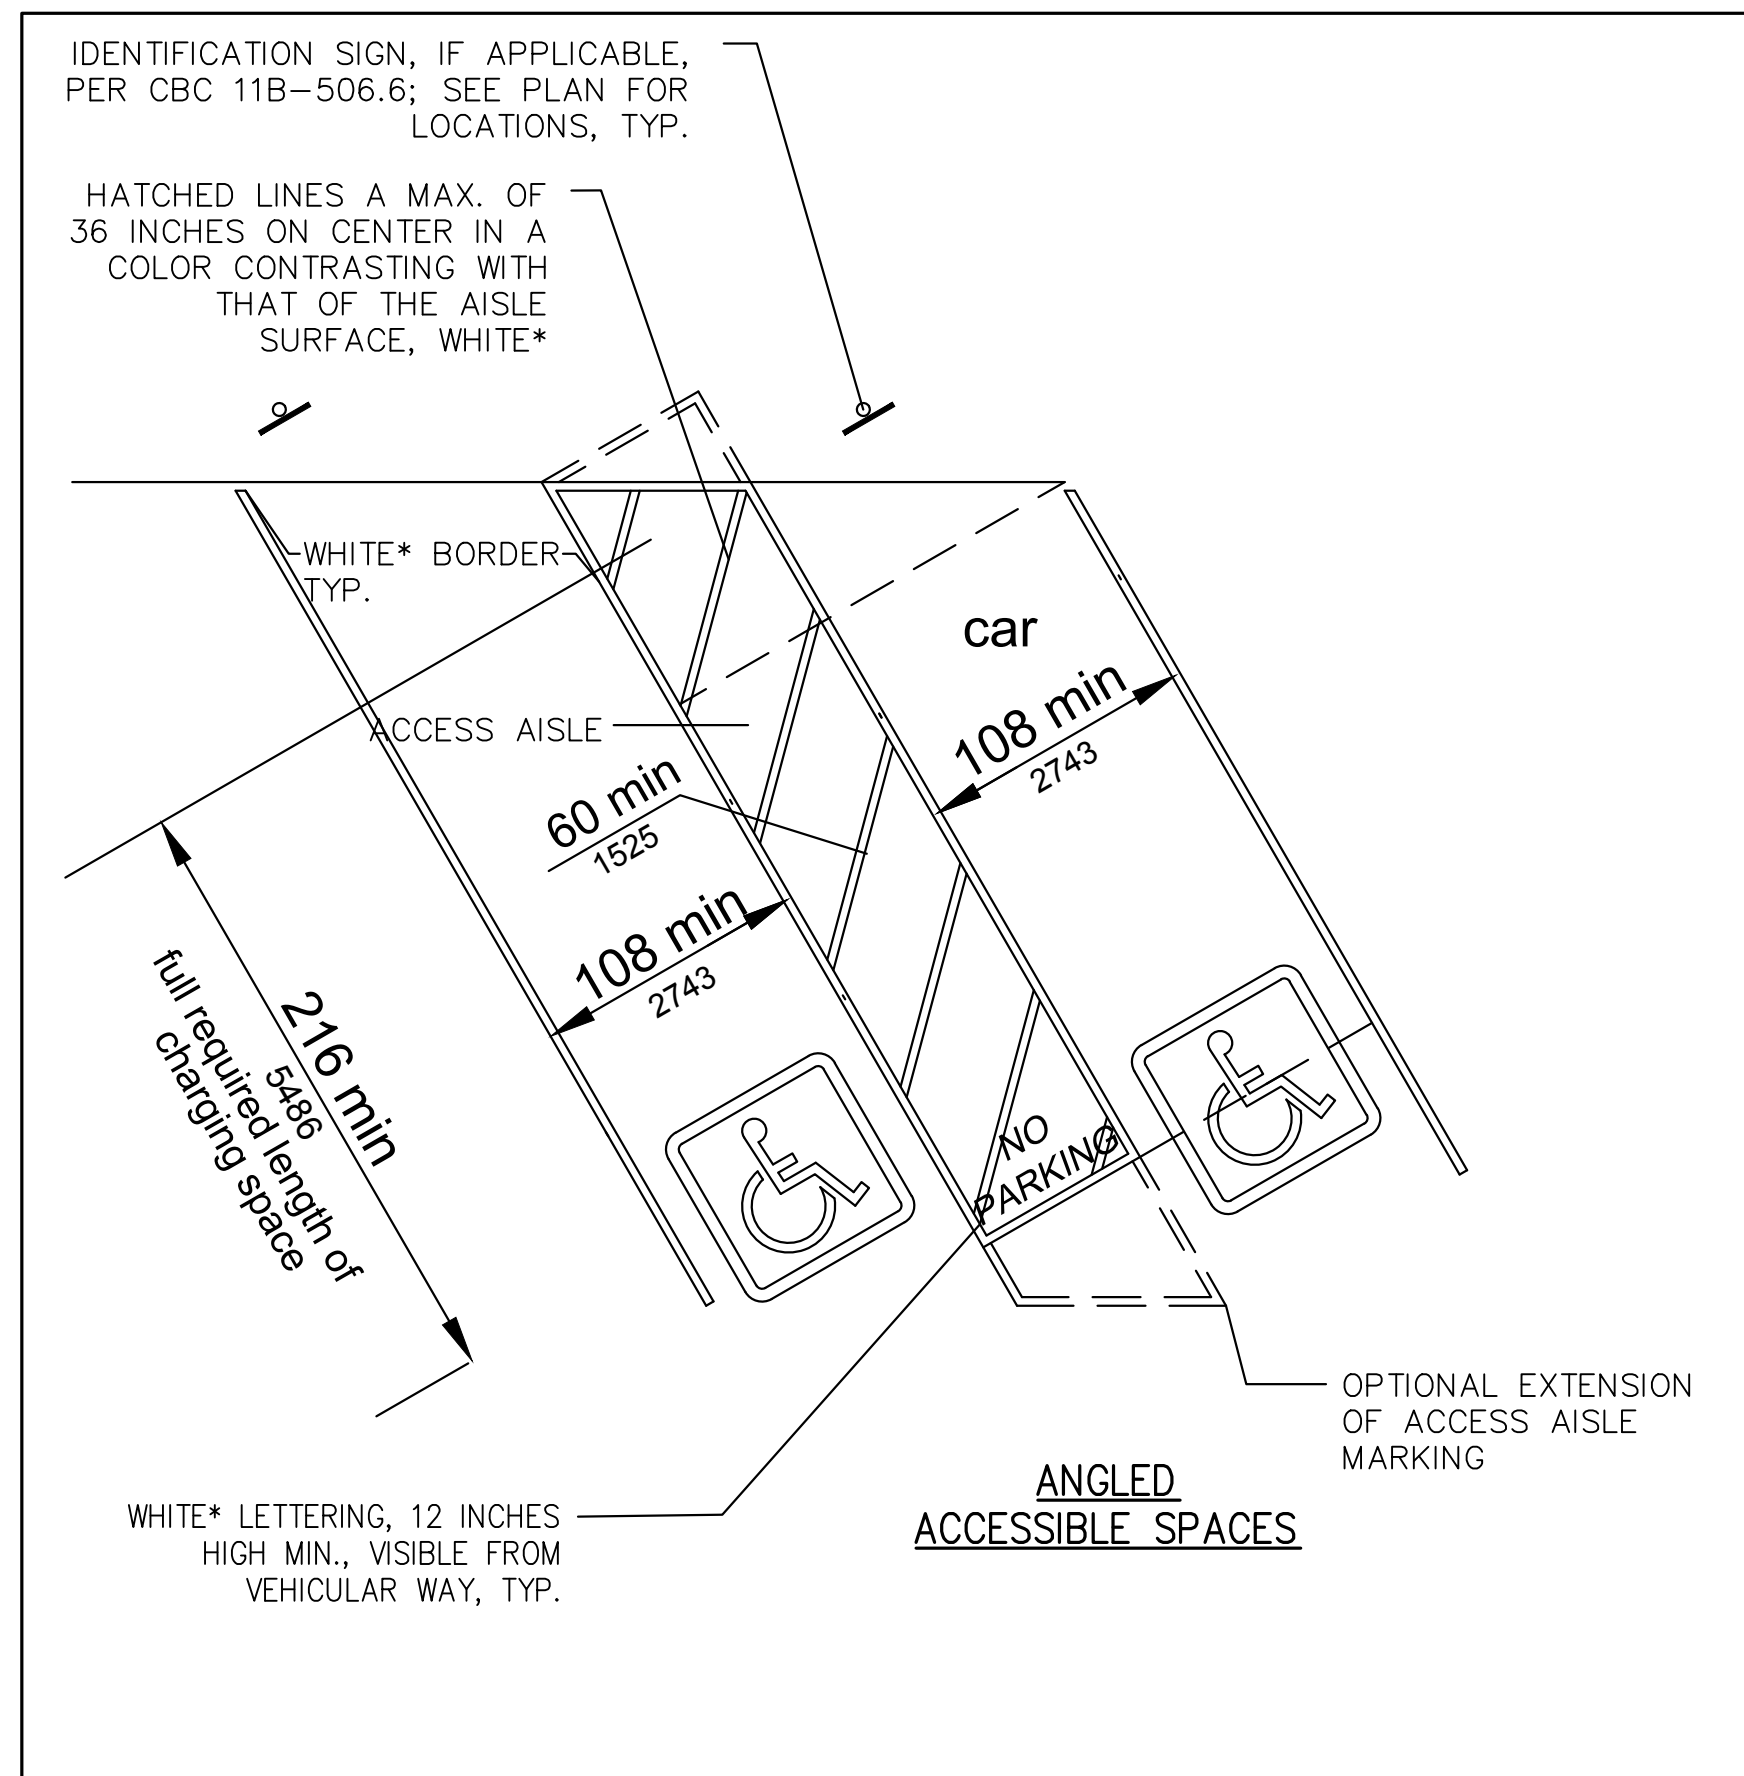 IDENTIFICATION SIGN, IF APPLICABLE,
PER CBC 11B-506.6; SEE PLAN FOR
LOCATIONS, TYP.
HATCHED LINES A MAX. OF
36 INCHES ON CENTER IN A
COLOR CONTRASTING WITH
THAT OF THE AISLE
SURFACE, WHITE*
WHITE* BORDER
TYP.
car
108 min
2743
ACCESS AISLE
60 min
1525
108 min
2743
216 min
5486
full required length of
charging space
NO
PARKING
OPTIONAL EXTENSION
OF ACCESS AISLE
MARKING
ANGLED
ACCESSIBLE SPACES
WHITE* LETTERING, 12 INCHES
HIGH MIN., VISIBLE FROM
VEHICULAR WAY, TYP.